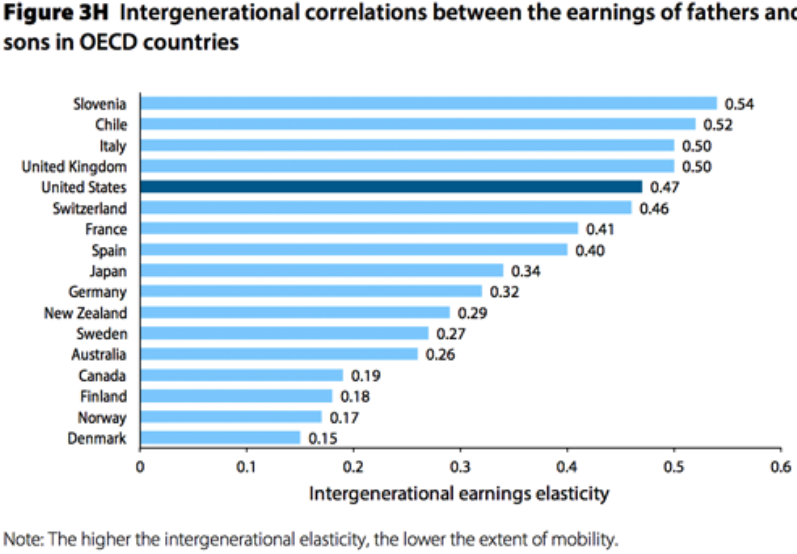 Figure 3H Intergenerational correlations between the earnings of fathers and
sons in OECD countries
Slovenia 0.54
Chile 0.52
Italy 0.50
United Kingdom 0.50
United States 0.47
Switzerland 0.46
France 0.41
Spain 0.40
Japan 0.34
Germany 0.32
New Zealand 0.29
Sweden 0.27
Australia 0.26
Canada 0.19
Finland 0.18
Norway 0.17
Denmark 0.15
0 0.1 0.2 0.3 0.4 0.5 0.6
Intergenerational earnings elasticity
Note: The higher the intergenerational elasticity, the lower the extent of mobility.